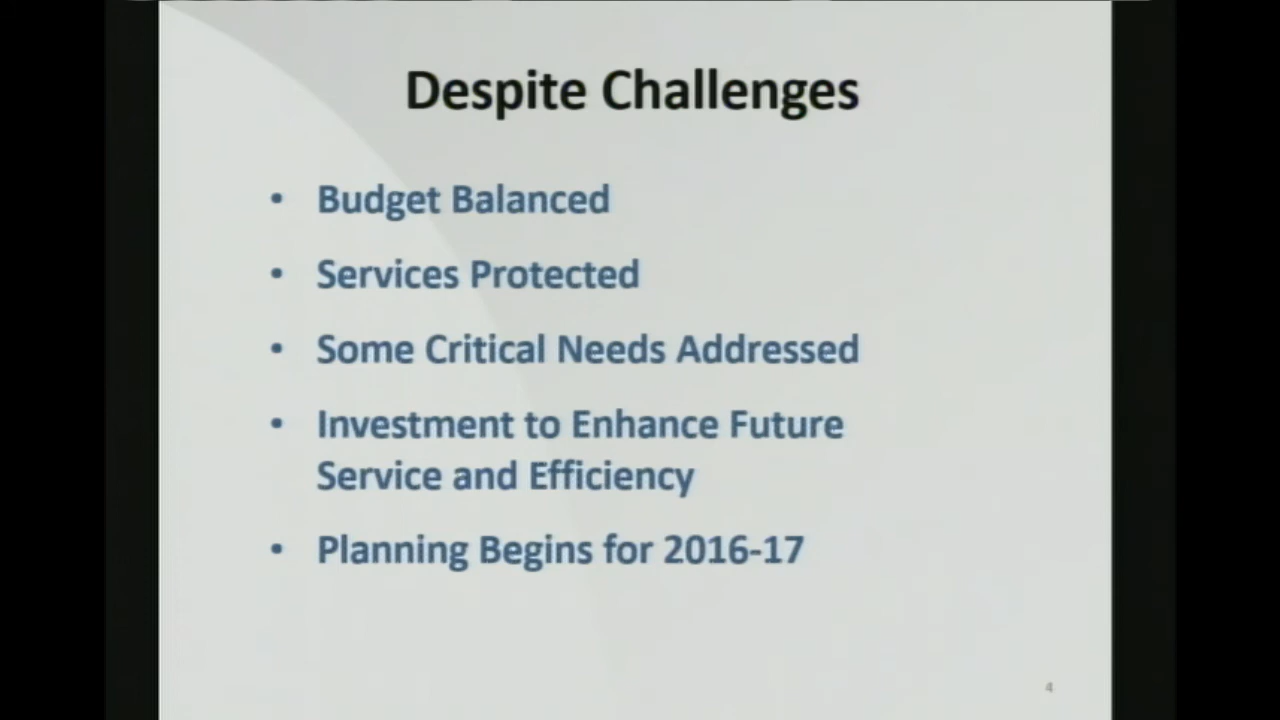 Despite Challenges
• Budget Balanced
• Services Protected
• Some Critical Needs Addressed
• Investment to Enhance Future
Service and Efficiency
• Planning Begins for 2016-17
4